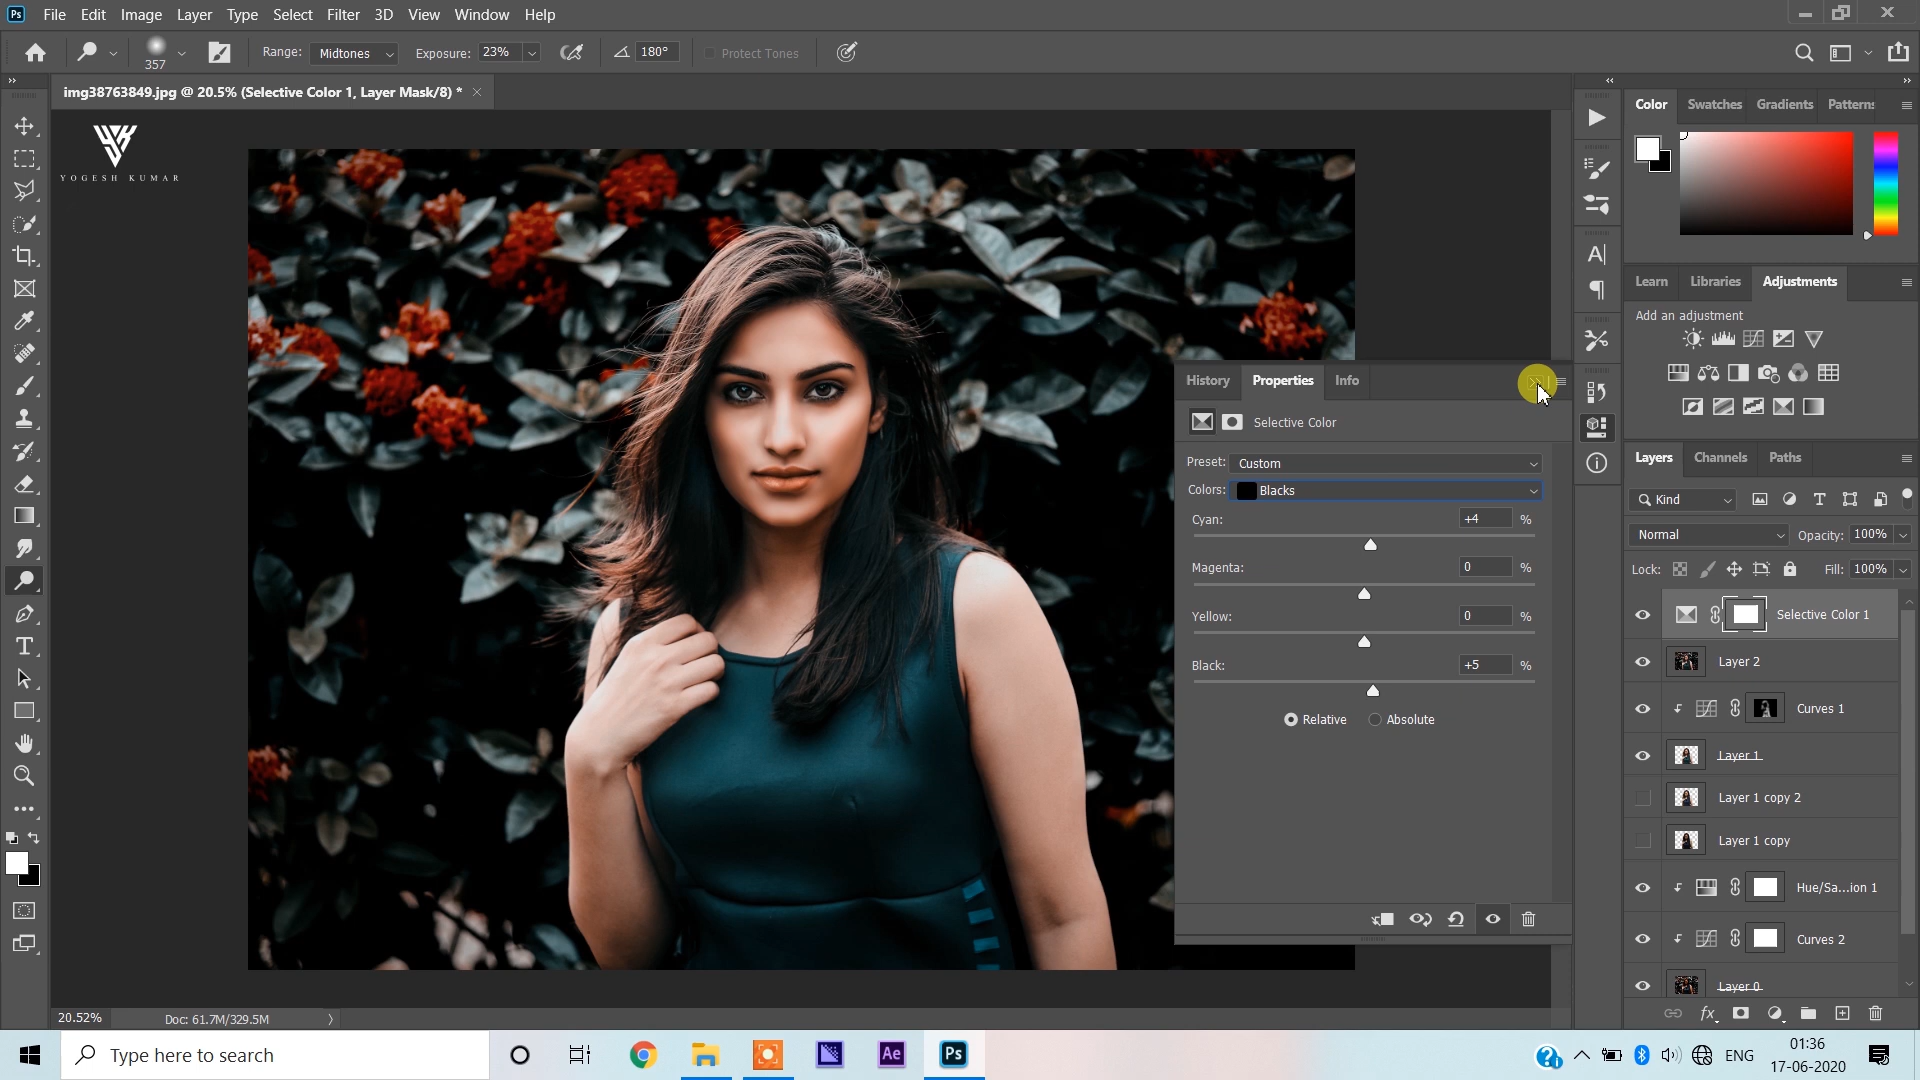 Ps File Edit Image Layer Type Select Filter 3D View Window Help
357 Range: Midtones Exposure: 23% 180° Protect Tones
img38763849.jpg @ 20.5% (Selective Color 1, Layer Mask/8) *
YOGESH KUMAR
History Properties Info
Selective Color
Preset: Custom
Colors: Blacks
Cyan: +4 %
Magenta: 0 %
Yellow: 0 %
Black: +5 %
Relative Absolute
Color Swatches Gradients Patterns
Learn Libraries Adjustments
Add an adjustment
Layers Channels Paths
Kind
Normal Opacity: 100%
Lock: Fill: 100%
Selective Color 1
Layer 2
Curves 1
Layer 1
Layer 1 copy 2
Layer 1 copy
Hue/Sa...ion 1
Curves 2
Layer 0
fx
20.52% Doc: 61.7M/329.5M
Type here to search
Ae Ps
ENG
01:36
17-06-2020